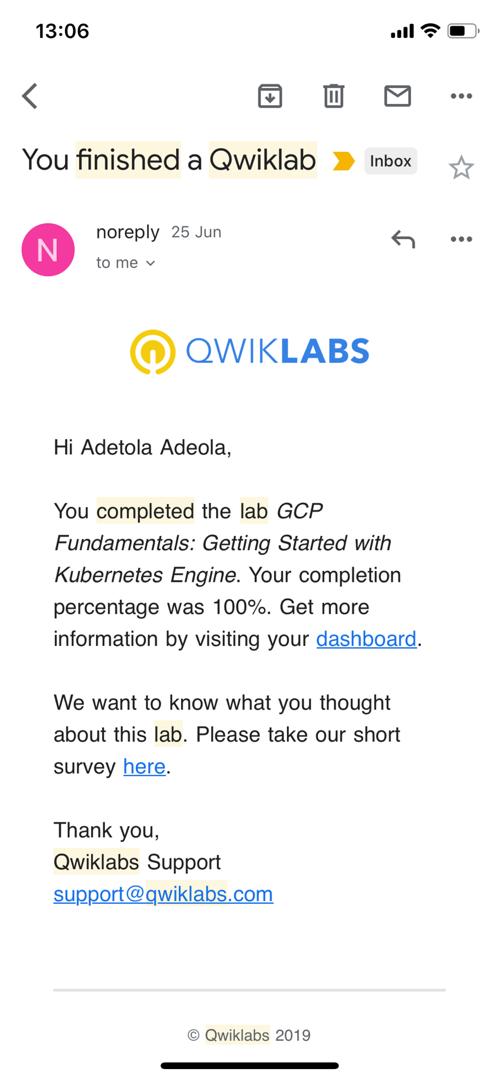 13:06
You finished a Qwiklab
Inbox
N
noreply 25 Jun
to me
QWIKLABS
Hi Adetola Adeola,
You completed the lab GCP
Fundamentals: Getting Started with
Kubernetes Engine. Your completion
percentage was 100%. Get more
information by visiting your dashboard.
We want to know what you thought
about this lab. Please take our short
survey here.
Thank you,
Qwiklabs Support
support@qwiklabs.com
© Qwiklabs 2019